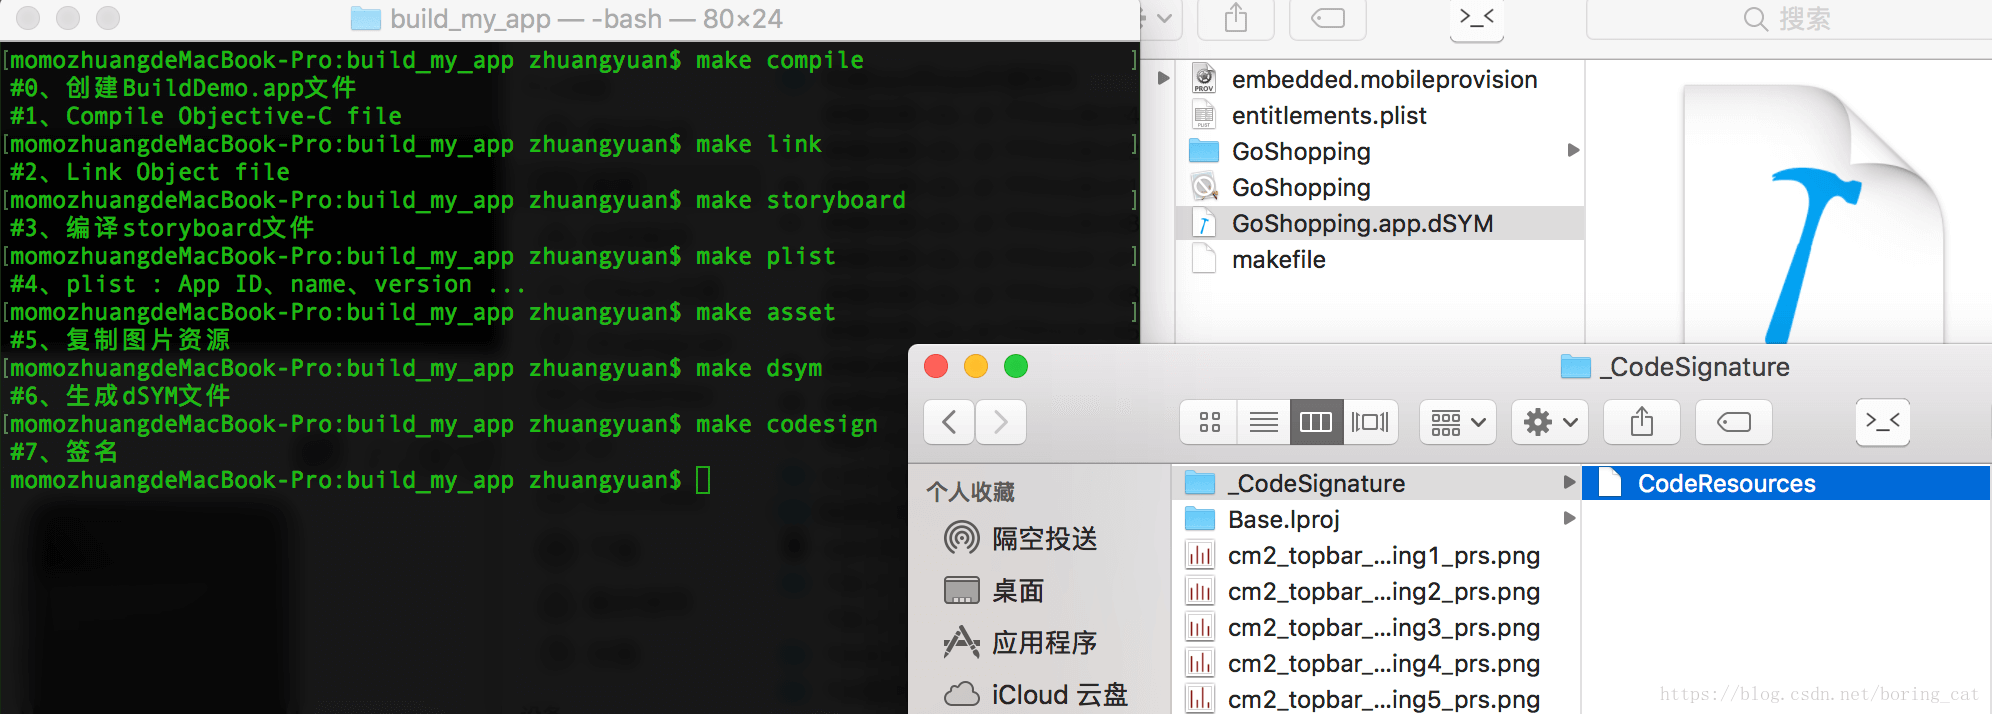 build_my_app — -bash — 80×24
[momozhuangdeMacBook-Pro:build_my_app zhuangyuan$ make compile ]
#0、创建BuildDemo.app文件
#1、Compile Objective-C file
[momozhuangdeMacBook-Pro:build_my_app zhuangyuan$ make link ]
#2、Link Object file
[momozhuangdeMacBook-Pro:build_my_app zhuangyuan$ make storyboard ]
#3、编译storyboard文件
[momozhuangdeMacBook-Pro:build_my_app zhuangyuan$ make plist ]
#4、plist : App ID、name、version ...
[momozhuangdeMacBook-Pro:build_my_app zhuangyuan$ make asset ]
#5、复制图片资源
[momozhuangdeMacBook-Pro:build_my_app zhuangyuan$ make dsym
#6、生成dSYM文件
[momozhuangdeMacBook-Pro:build_my_app zhuangyuan$ make codesign
#7、签名
momozhuangdeMacBook-Pro:build_my_app zhuangyuan$
>_<
搜索
embedded.mobileprovision
entitlements.plist
GoShopping
GoShopping
GoShopping.app.dSYM
makefile
_CodeSignature
>_<
个人收藏
隔空投送
桌面
应用程序
iCloud 云盘
_CodeSignature
Base.lproj
cm2_topbar_...ing1_prs.png
cm2_topbar_...ing2_prs.png
cm2_topbar_...ing3_prs.png
cm2_topbar_...ing4_prs.png
cm2_topbar_...ing5_prs.png
CodeResources
https://blog.csdn.net/boring_cat